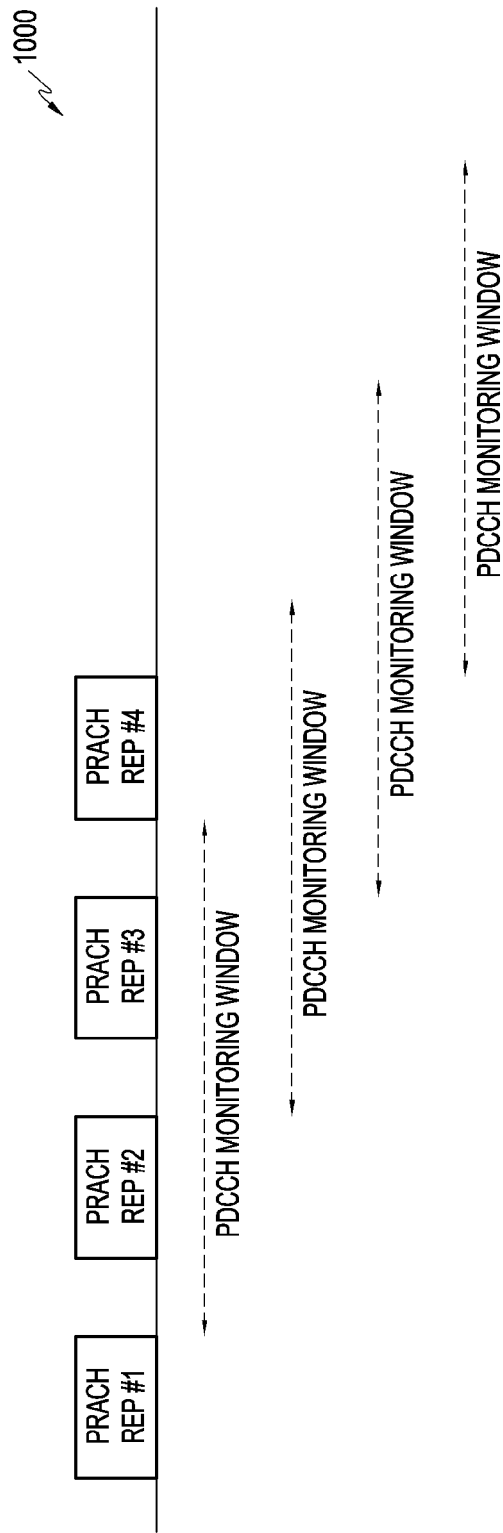 1000
PRACH
REP #1
PRACH
REP #2
PRACH
REP #3
PRACH
REP #4
PDCCH MONITORING WINDOW
PDCCH MONITORING WINDOW
PDCCH MONITORING WINDOW
PDCCH MONITORING WINDOW